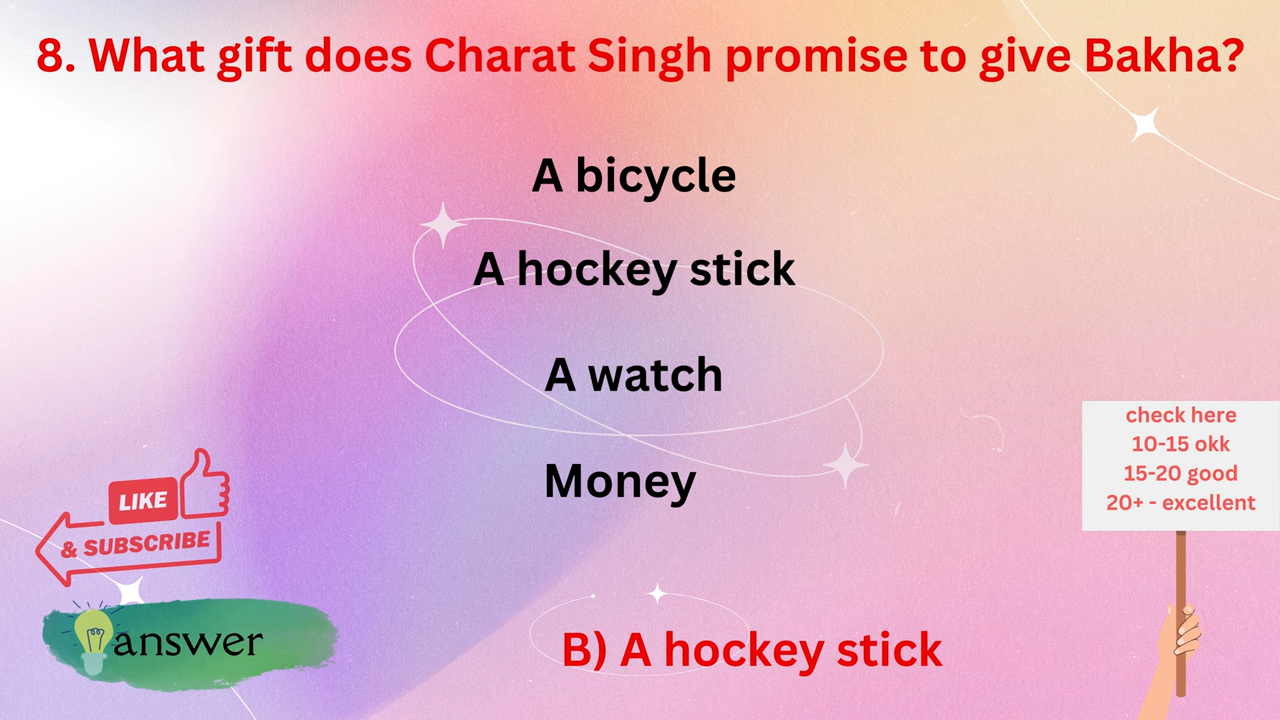 8. What gift does Charat Singh promise to give Bakha?
A bicycle
A hockey stick
A watch
Money
check here
10-15 okk
15-20 good
20+ - excellent
LIKE
& SUBSCRIBE
answer
B) A hockey stick